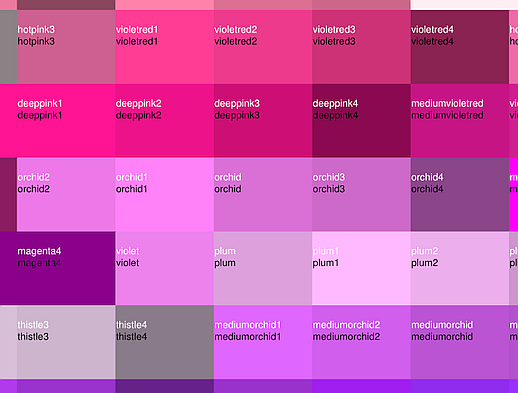 hotpink3 violetred1 violetred2 violetred3 violetred4
hotpink3 violetred1 violetred2 violetred3 violetred4
deeppink1 deeppink2 deeppink3 deeppink4 mediumvioletred
deeppink1 deeppink2 deeppink3 deeppink4 mediumvioletred
orchid2 orchid1 orchid orchid3 orchid4
orchid2 orchid1 orchid orchid3 orchid4
magenta4 violet plum plum1 plum2
magenta4 violet plum plum1 plum2
thistle3 thistle4 mediumorchid1 mediumorchid2 mediumorchid
thistle3 thistle4 mediumorchid1 mediumorchid2 mediumorchid